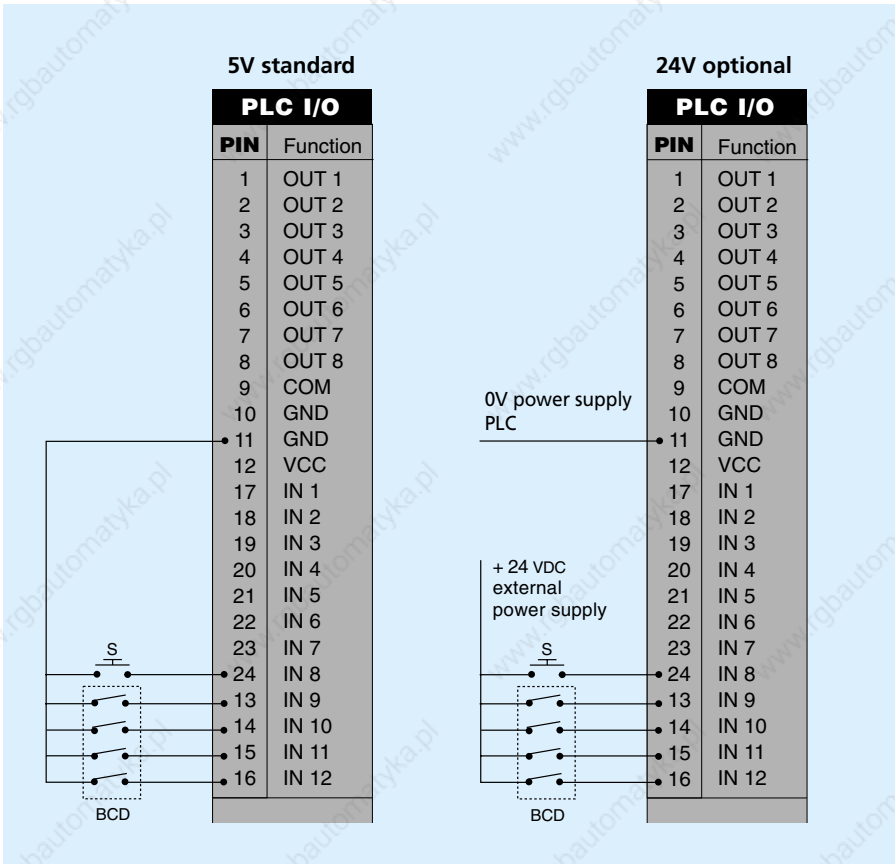 5V standard
PLC I/O
PIN Function
1 OUT 1
2 OUT 2
3 OUT 3
4 OUT 4
5 OUT 5
6 OUT 6
7 OUT 7
8 OUT 8
9 COM
10 GND
11 GND
12 VCC
17 IN 1
18 IN 2
19 IN 3
20 IN 4
21 IN 5
22 IN 6
23 IN 7
24 IN 8
13 IN 9
14 IN 10
15 IN 11
16 IN 12
S
BCD
24V optional
PLC I/O
PIN Function
1 OUT 1
2 OUT 2
3 OUT 3
4 OUT 4
5 OUT 5
6 OUT 6
7 OUT 7
8 OUT 8
9 COM
10 GND
11 GND
12 VCC
17 IN 1
18 IN 2
19 IN 3
20 IN 4
21 IN 5
22 IN 6
23 IN 7
24 IN 8
13 IN 9
14 IN 10
15 IN 11
16 IN 12
0V power supply
PLC
+ 24 VDC
external
power supply
S
BCD
www.rgbautomatyka.pl